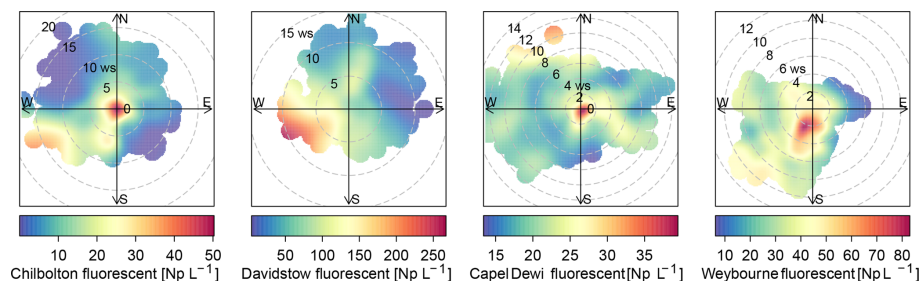 N
20
15
10 ws
5
0
W
E
S
10 20 30 40 50
Chilbolton fluorescent [Np L⁻¹]
N
15 ws
10
5
W
E
S
50 100 150 200 250
Davidstow fluorescent [Np L⁻¹]
N
14
12
10
8
6
4 ws
2
0
W
E
S
15 20 25 30 35
Capel Dewi fluorescent [Np L⁻¹]
N
12
10
8
6 ws
4
2
W
E
S
10 20 30 40 50 60 70 80
Weybourne fluorescent [Np L⁻¹]